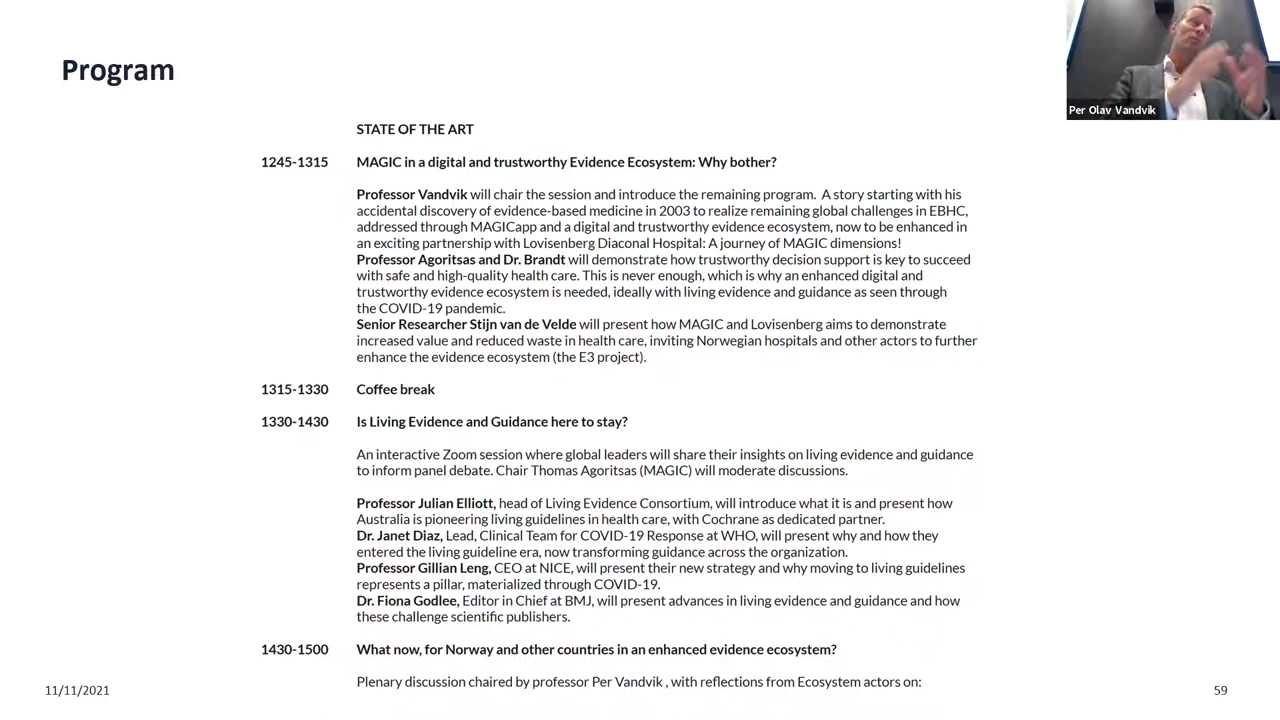 Program
Per Olav Vandvik
STATE OF THE ART
1245-1315 MAGIC in a digital and trustworthy Evidence Ecosystem: Why bother?
Professor Vandvik will chair the session and introduce the remaining program.  A story starting with his
accidental discovery of evidence-based medicine in 2003 to realize remaining global challenges in EBHC,
addressed through MAGICapp and a digital and trustworthy evidence ecosystem, now to be enhanced in
an exciting partnership with Lovisenberg Diaconal Hospital: A journey of MAGIC dimensions!
Professor Agoritsas and Dr. Brandt will demonstrate how trustworthy decision support is key to succeed
with safe and high-quality health care. This is never enough, which is why an enhanced digital and
trustworthy evidence ecosystem is needed, ideally with living evidence and guidance as seen through
the COVID-19 pandemic.
Senior Researcher Stijn van de Velde will present how MAGIC and Lovisenberg aims to demonstrate
increased value and reduced waste in health care, inviting Norwegian hospitals and other actors to further
enhance the evidence ecosystem (the E3 project).
1315-1330 Coffee break
1330-1430 Is Living Evidence and Guidance here to stay?
An interactive Zoom session where global leaders will share their insights on living evidence and guidance
to inform panel debate. Chair Thomas Agoritsas (MAGIC) will moderate discussions.
Professor Julian Elliott, head of Living Evidence Consortium, will introduce what it is and present how
Australia is pioneering living guidelines in health care, with Cochrane as dedicated partner.
Dr. Janet Diaz, Lead, Clinical Team for COVID-19 Response at WHO, will present why and how they
entered the living guideline era, now transforming guidance across the organization.
Professor Gillian Leng, CEO at NICE, will present their new strategy and why moving to living guidelines
represents a pillar, materialized through COVID-19.
Dr. Fiona Godlee, Editor in Chief at BMJ, will present advances in living evidence and guidance and how
these challenge scientific publishers.
1430-1500 What now, for Norway and other countries in an enhanced evidence ecosystem?
Plenary discussion chaired by professor Per Vandvik , with reflections from Ecosystem actors on:
11/11/2021
59